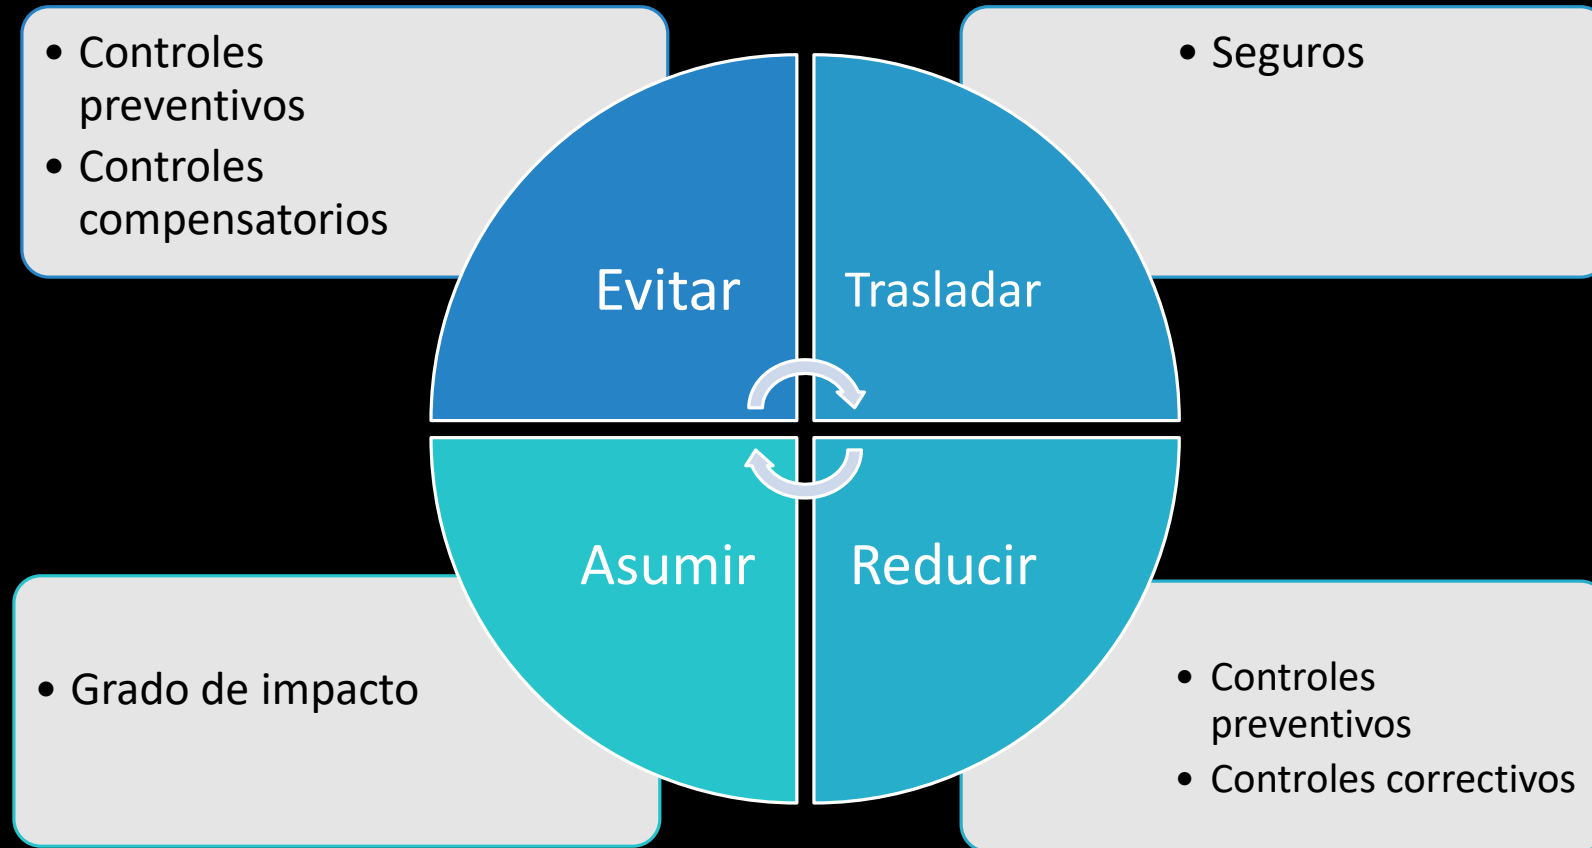 • Controles
preventivos
• Controles
compensatorios
• Seguros
Evitar
Trasladar
Asumir
Reducir
• Grado de impacto
• Controles
preventivos
• Controles correctivos